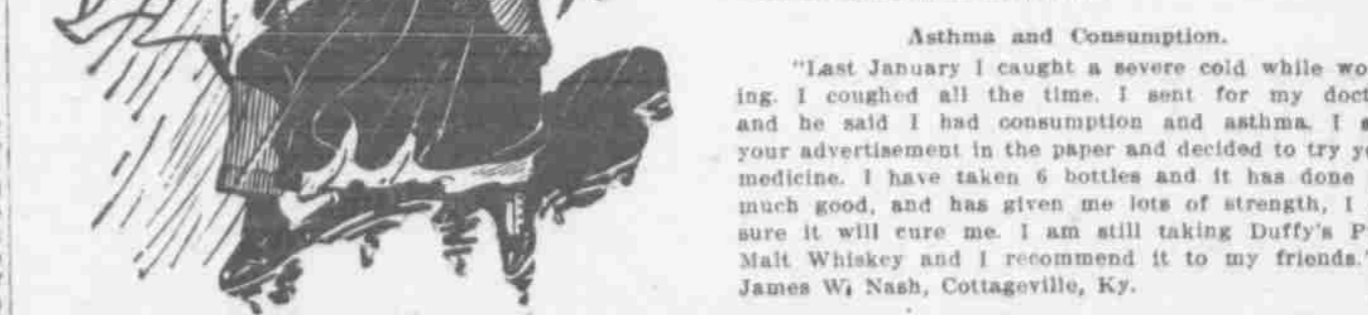 Asthma and Consumption.
"Last January I caught a severe cold while wo
ing. I coughed all the time. I sent for my doct
and he said I had consumption and asthma. I s
your advertisement in the paper and decided to try yo
medicine. I have taken 6 bottles and it has done
much good, and has given me lots of strength, I
sure it will cure me. I am still taking Duffy's P
Malt Whiskey and I recommend it to my friends."
James W. Nash, Cottageville, Ky.